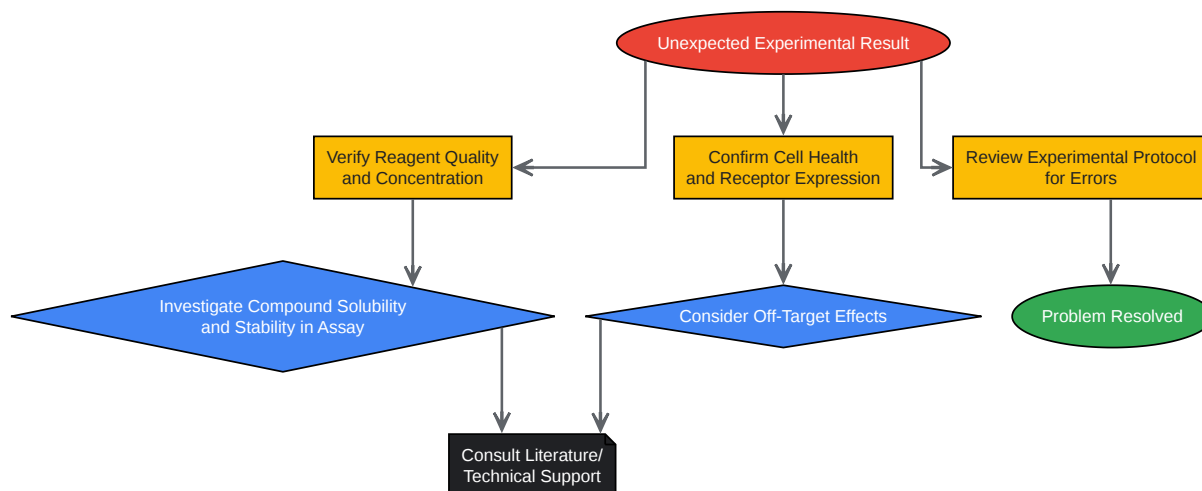 Unexpected Experimental Result
Verify Reagent Quality
and Concentration
Confirm Cell Health
and Receptor Expression
Review Experimental Protocol
for Errors
Investigate Compound Solubility
and Stability in Assay
Consider Off-Target Effects
Problem Resolved
Consult Literature/
Technical Support